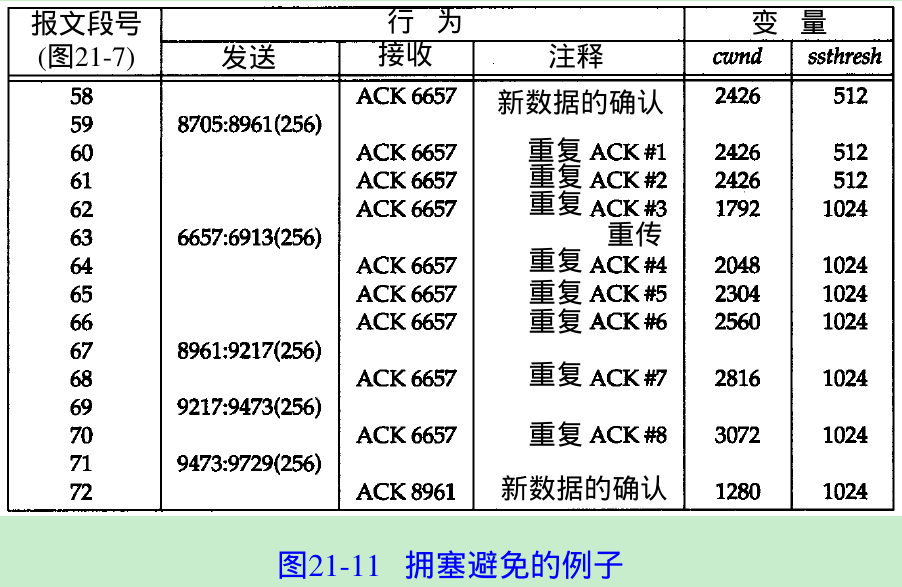 报文段号 行 为 变 量
(图21-7) 发送 接收 注释 cwnd ssthresh
58 ACK 6657 新数据的确认 2426 512
59 8705:8961(256)
60 ACK 6657 重复 ACK #1 2426 512
61 ACK 6657 重复 ACK #2 2426 512
62 ACK 6657 重复 ACK #3 1792 1024
63 6657:6913(256) 重传
64 ACK 6657 重复 ACK #4 2048 1024
65 ACK 6657 重复 ACK #5 2304 1024
66 ACK 6657 重复 ACK #6 2560 1024
67 8961:9217(256)
68 ACK 6657 重复 ACK #7 2816 1024
69 9217:9473(256)
70 ACK 6657 重复 ACK #8 3072 1024
71 9473:9729(256)
72 ACK 8961 新数据的确认 1280 1024
图21-11 拥塞避免的例子